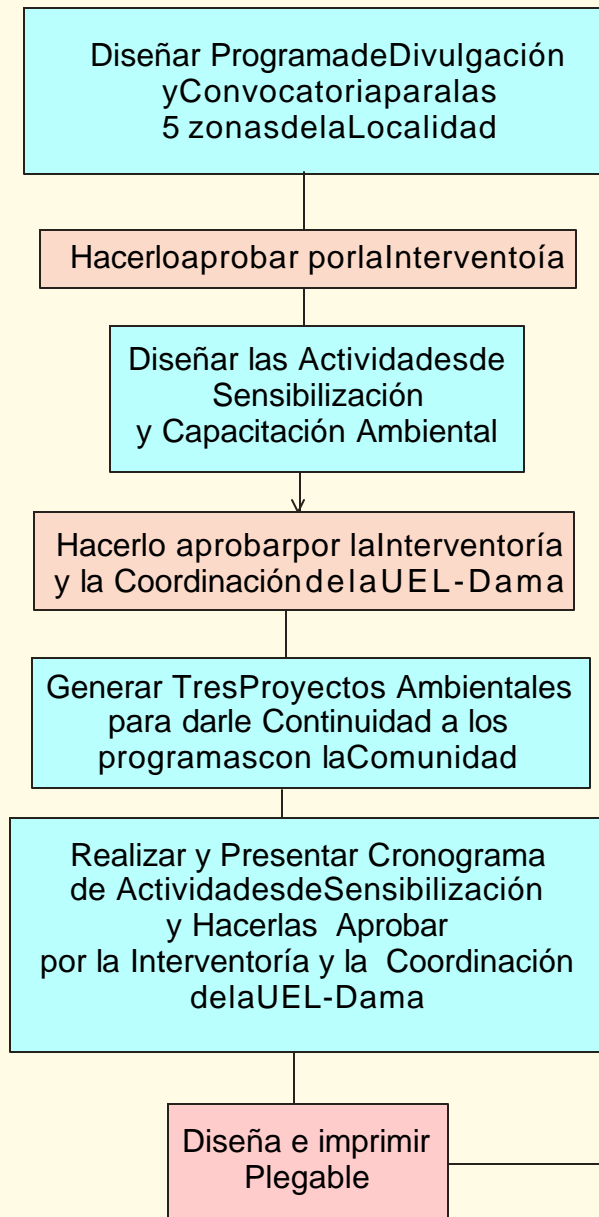 Diseñar ProgramadeDivulgación
yConvocatoriaparalas
5 zonasdelaLocalidad
Hacerloaprobar porlaInterventoía
Diseñar las Actividadesde
Sensibilización
y Capacitación Ambiental
Hacerlo aprobarpor laInterventoría
y la CoordinacióndelaUEL-Dama
Generar TresProyectos Ambientales
para darle Continuidad a los
programascon laComunidad
Realizar y Presentar Cronograma
de ActividadesdeSensibilización
y Hacerlas Aprobar
por la Interventoría y la Coordinación
delaUEL-Dama
Diseña e imprimir
Plegable